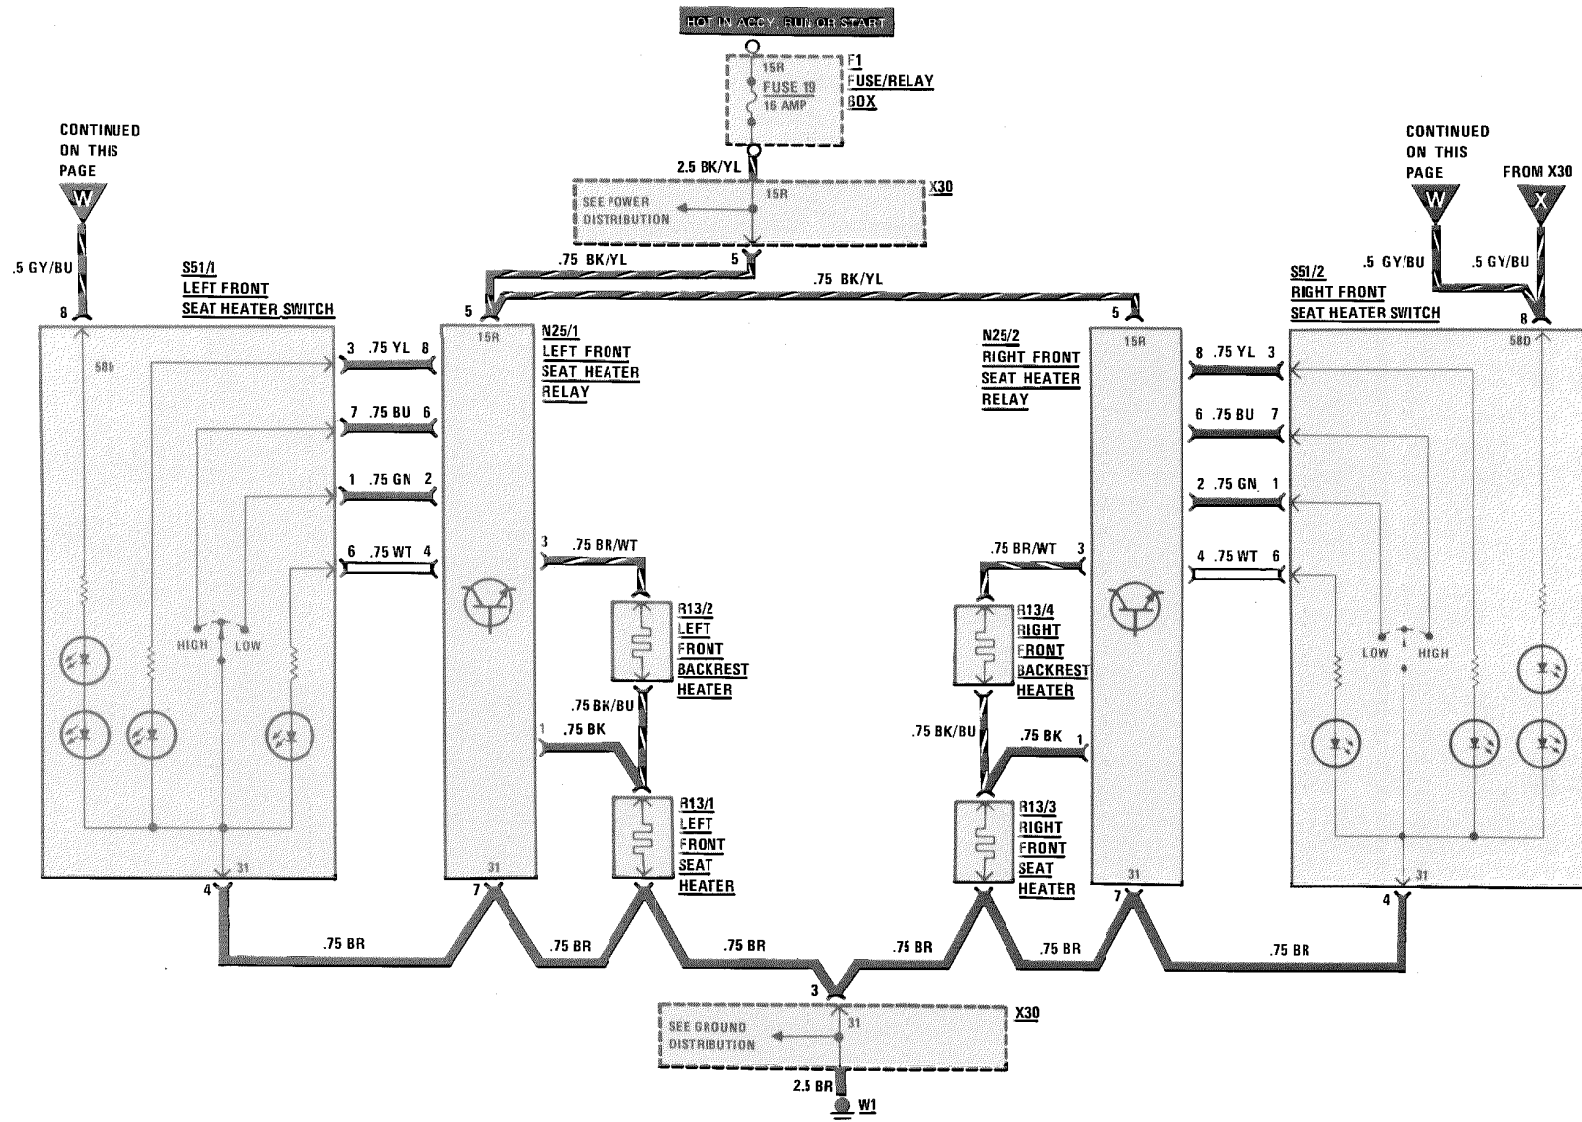 HOT IN ACCY, RUN OR START
15R
FUSE 19
16 AMP
F1
FUSE/RELAY
BOX
2.5 BK/YL
15R
SEE POWER
DISTRIBUTION
X30
5
.75 BK/YL
.75 BK/YL
CONTINUED
ON THIS
PAGE
W
.5 GY/BU
8
S51/1
LEFT FRONT
SEAT HEATER SWITCH
3 .75 YL 8
7 .75 BU 6
1 .75 GN 2
6 .75 WT 4
HIGH
LOW
31
4
5
15R
N25/1
LEFT FRONT
SEAT HEATER
RELAY
3
.75 BR/WT
R13/2
LEFT
FRONT
BACKREST
HEATER
.75 BK/BU
1
.75 BK
R13/1
LEFT
FRONT
SEAT
HEATER
31
7
5
15R
N25/2
RIGHT FRONT
SEAT HEATER
RELAY
.75 BR/WT 3
R13/4
RIGHT
FRONT
BACKREST
HEATER
.75 BK/BU
.75 BK 1
R13/3
RIGHT
FRONT
SEAT
HEATER
31
7
CONTINUED
ON THIS
PAGE
W
FROM X30
X
.5 GY/BU
.5 GY/BU
S51/2
RIGHT FRONT
SEAT HEATER SWITCH
8
58D
8 .75 YL 3
6 .75 BU 7
2 .75 GN 1
4 .75 WT 6
LOW
HIGH
31
4
.75 BR
.75 BR
.75 BR
.75 BR
.75 BR
.75 BR
3
31
SEE GROUND
DISTRIBUTION
X30
2.5 BR
W1